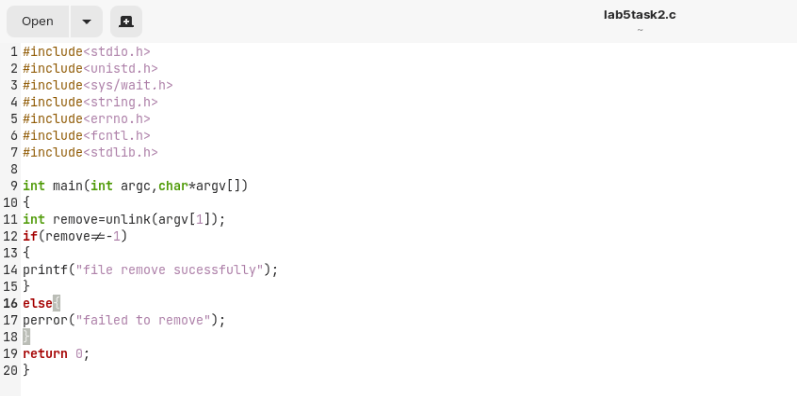 Open
lab5task2.c
~
1 #include<stdio.h>
2 #include<unistd.h>
3 #include<sys/wait.h>
4 #include<string.h>
5 #include<errno.h>
6 #include<fcntl.h>
7 #include<stdlib.h>
8
9 int main(int argc,char*argv[])
10 {
11 int remove=unlink(argv[1]);
12 if(remove≠-1)
13 {
14 printf("file remove sucessfully");
15 }
16 else{
17 perror("failed to remove");
18 }
19 return 0;
20 }